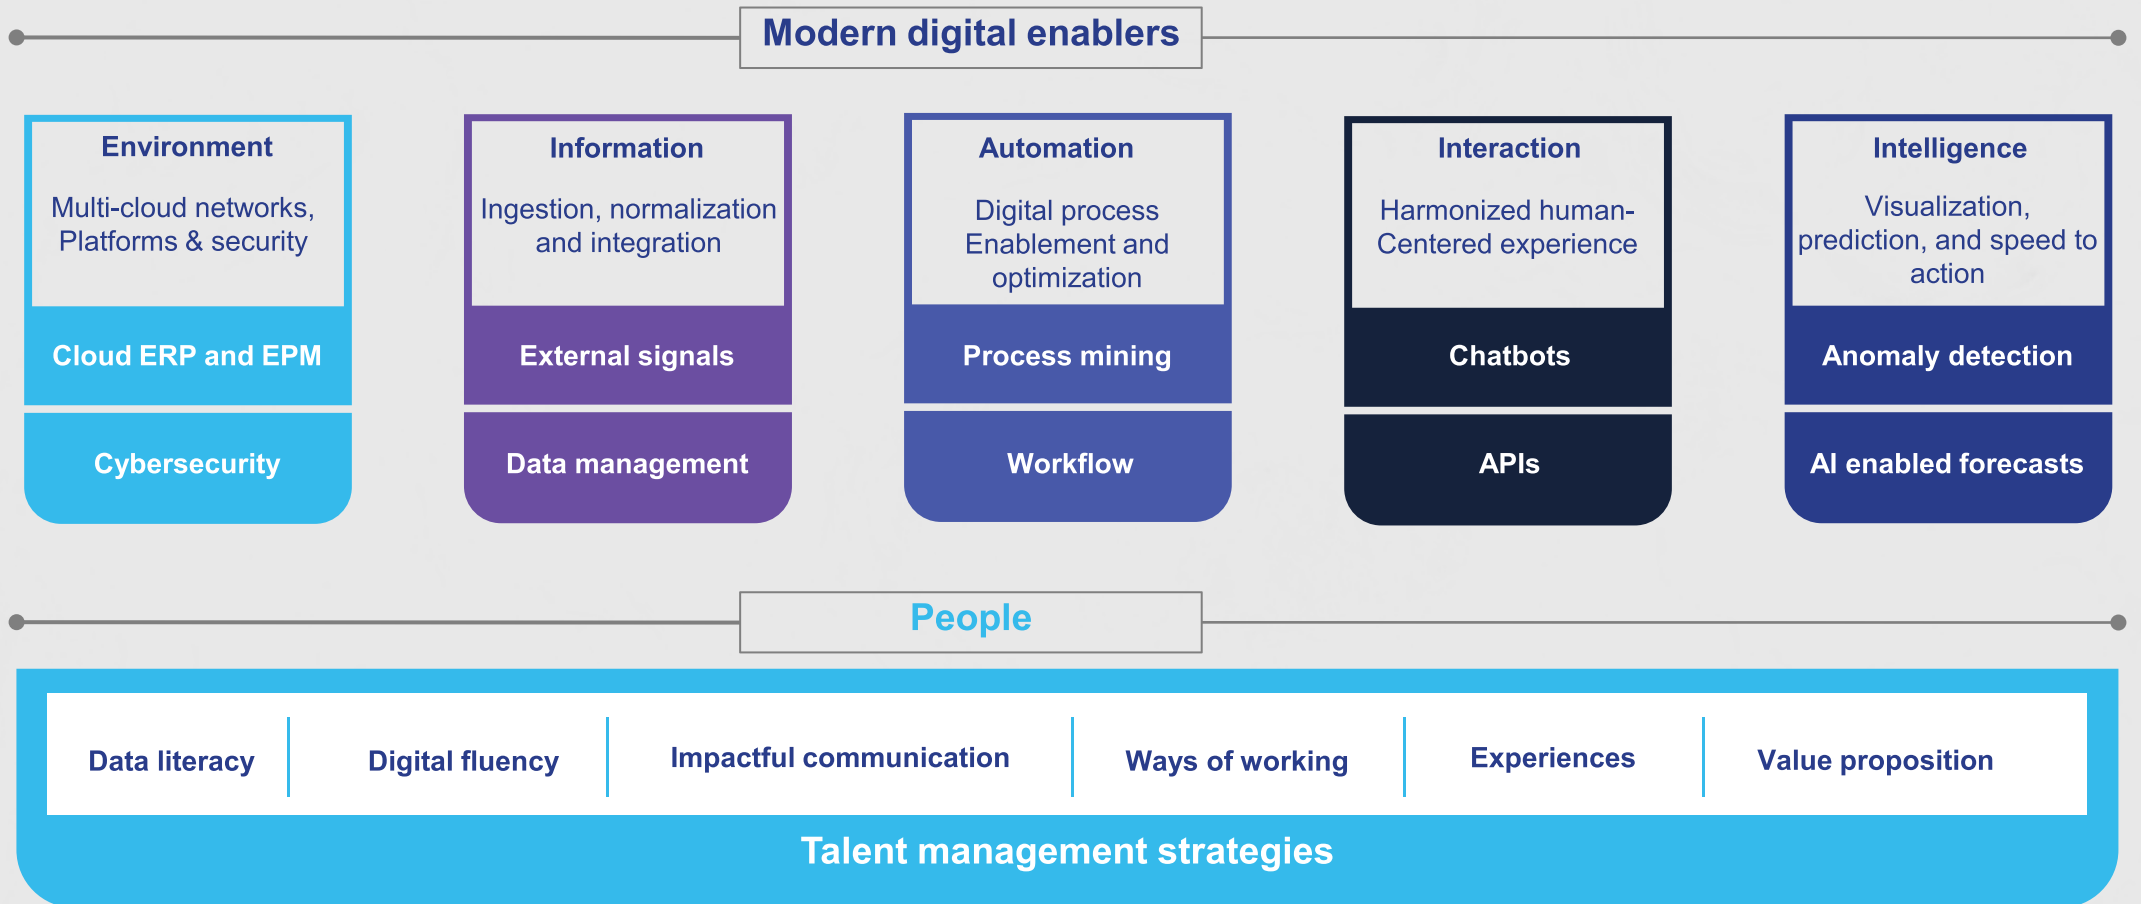 Modern digital enablers
Environment
Multi-cloud networks,
Platforms & security
Cloud ERP and EPM
Cybersecurity
Information
Ingestion, normalization
and integration
External signals
Data management
Automation
Digital process
Enablement and
optimization
Process mining
Workflow
Interaction
Harmonized human-
Centered experience
Chatbots
APIs
Intelligence
Visualization,
prediction, and speed to
action
Anomaly detection
AI enabled forecasts
People
Data literacy
Digital fluency
Impactful communication
Ways of working
Experiences
Value proposition
Talent management strategies